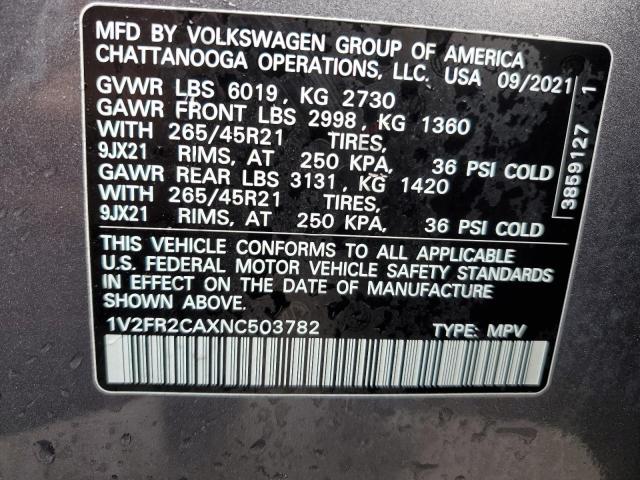 MFD BY VOLKSWAGEN GROUP OF AMERICA
CHATTANOOGA OPERATIONS, LLC. USA 09/2021
GVWR LBS 6019, KG 2730
GAWR FRONT LBS 2998, KG 1360
WITH 265/45R21 TIRES,
9JX21 RIMS, AT 250 KPA, 36 PSI COLD
GAWR REAR LBS 3131, KG 1420
WITH 265/45R21 TIRES,
9JX21 RIMS, AT 250 KPA, 36 PSI COLD
THIS VEHICLE CONFORMS TO ALL APPLICABLE
U.S. FEDERAL MOTOR VEHICLE SAFETY STANDARDS
IN EFFECT ON THE DATE OF MANUFACTURE
1V2FR2CAXNC503782 TYPE: MPV
3859127 1